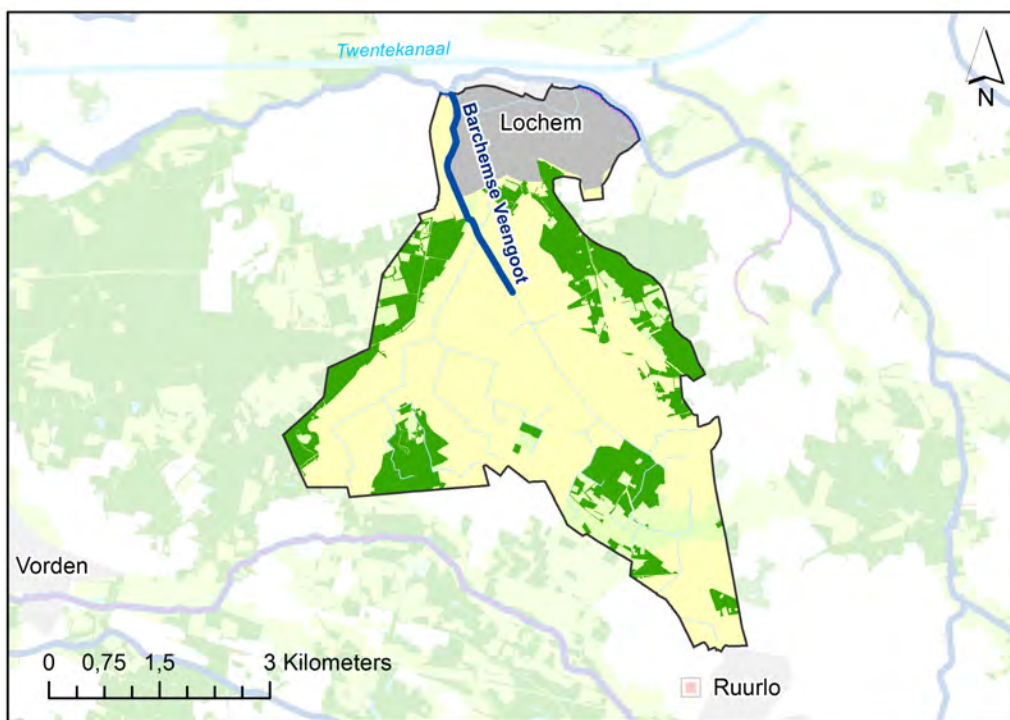 Twentekanaal
N
Lochem
Barchemse Veengoot
Vorden
0 0,75 1,5 3 Kilometers
Ruurlo